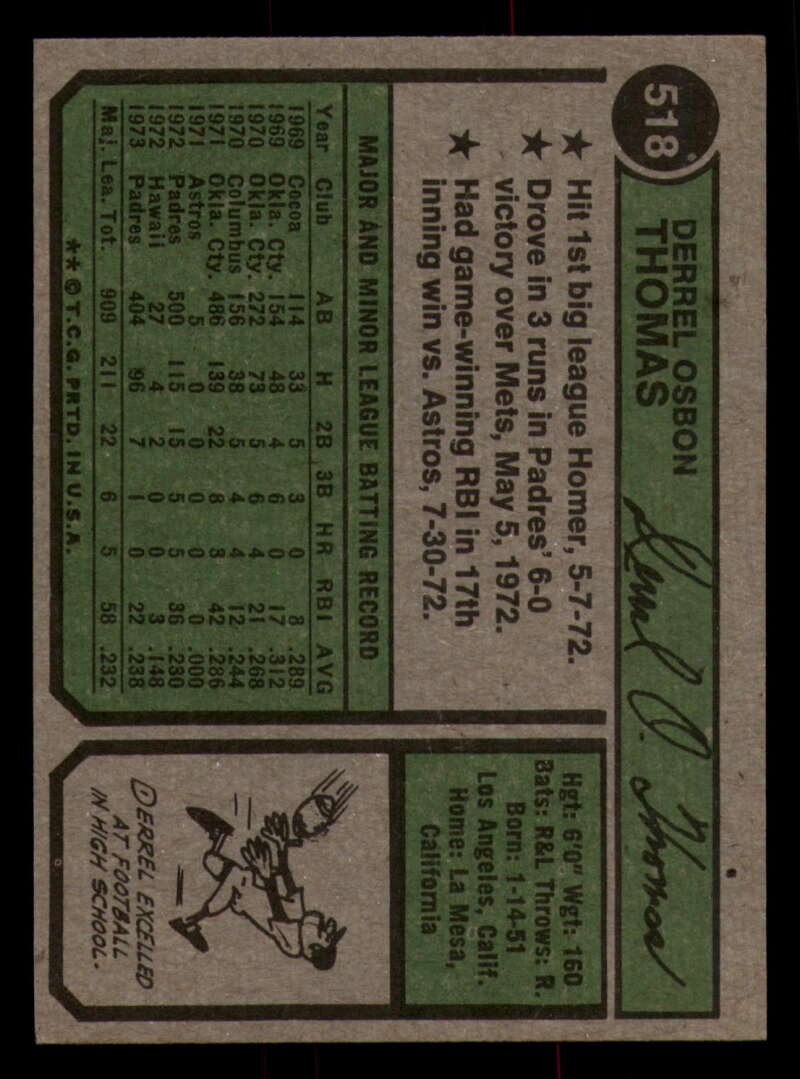 518
DERREL OSBON
THOMAS
Derrel O. Thomas
★ Hit 1st big league Homer, 5-7-72.
★ Drove in 3 runs in Padres' 6-0
victory over Mets, May 5, 1972.
★ Had game-winning RBI in 17th
inning win vs. Astros, 7-30-72.
MAJOR AND MINOR LEAGUE BATTING RECORD
Year Club AB H 2B 3B HR RBI AVG
1969 Cocoa 114 33 5 3 0 8 .289
1969 Okla. Cty. 154 48 4 6 0 17 .312
1970 Okla. Cty. 272 73 5 6 4 21 .268
1970 Columbus 156 38 5 4 4 12 .244
1971 Okla. Cty. 486 139 22 8 3 42 .286
1971 Astros 5 0 0 0 0 0 .000
1972 Padres 500 115 15 5 5 36 .230
1972 Hawaii 27 4 2 0 0 3 .148
1973 Padres 404 96 7 1 0 22 .238
Maj. Lea. Tot. 909 211 22 6 5 58 .232
** © T.C.G. PRTD. IN U.S.A.
Hgt: 6'0" Wgt: 160
Bats: R&L Throws: R.
Born: 1-14-51
Los Angeles, Calif.
Home: La Mesa,
California
DERREL EXCELLED
AT FOOTBALL
IN HIGH SCHOOL.